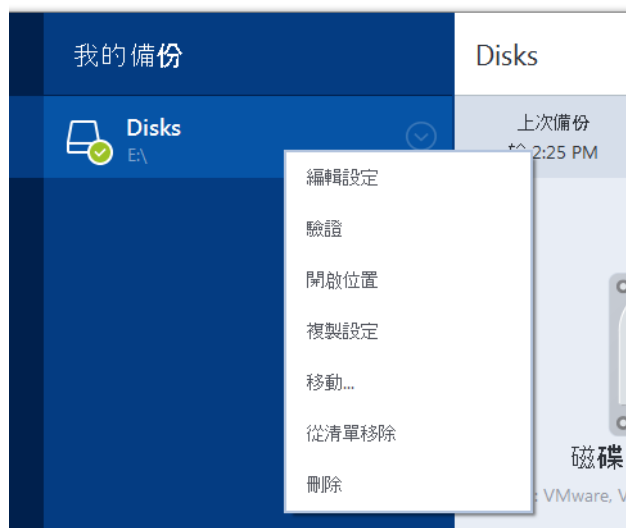 我的備份
Disks
E:\
編輯設定
驗證
開啟位置
複製設定
移動...
從清單移除
刪除
Disks
上次備份
2:25 PM
磁碟
: VMware, V